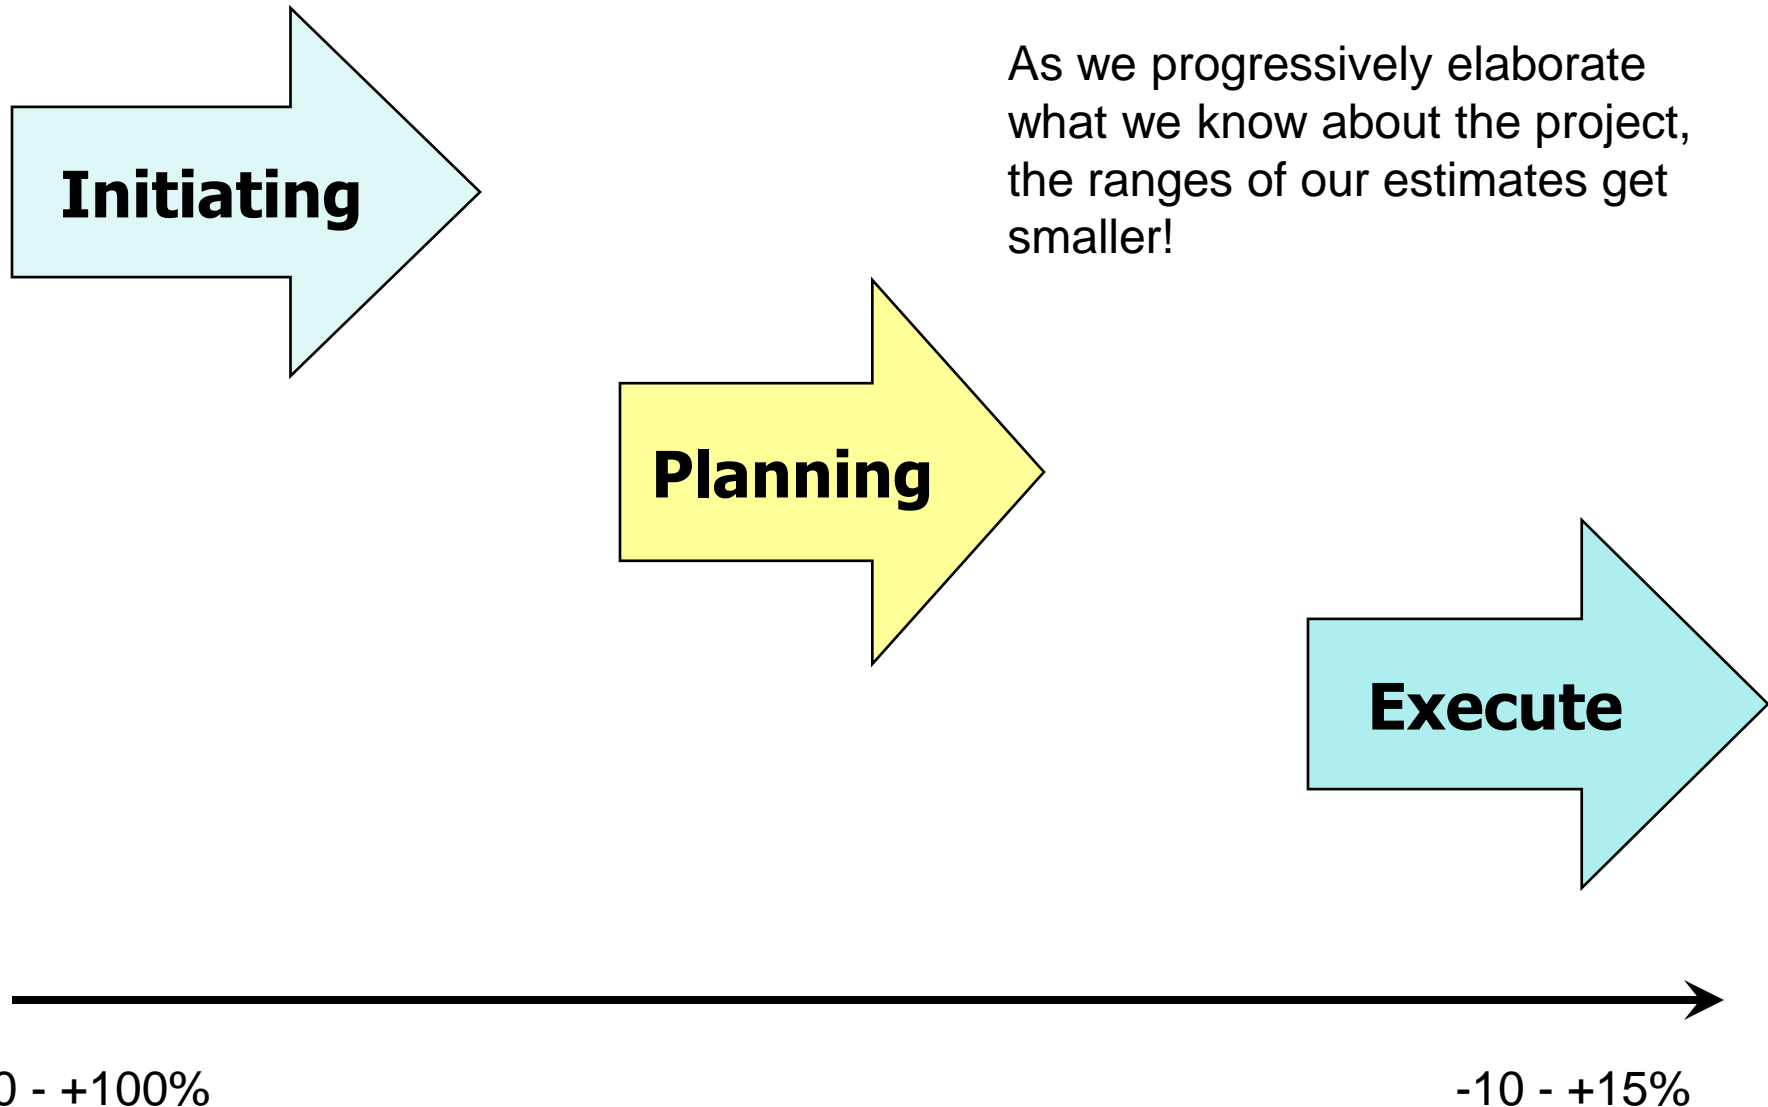 As we progressively elaborate
what we know about the project,
the ranges of our estimates get
smaller!
Initiating
Planning
Execute
0 - +100%
-10 - +15%